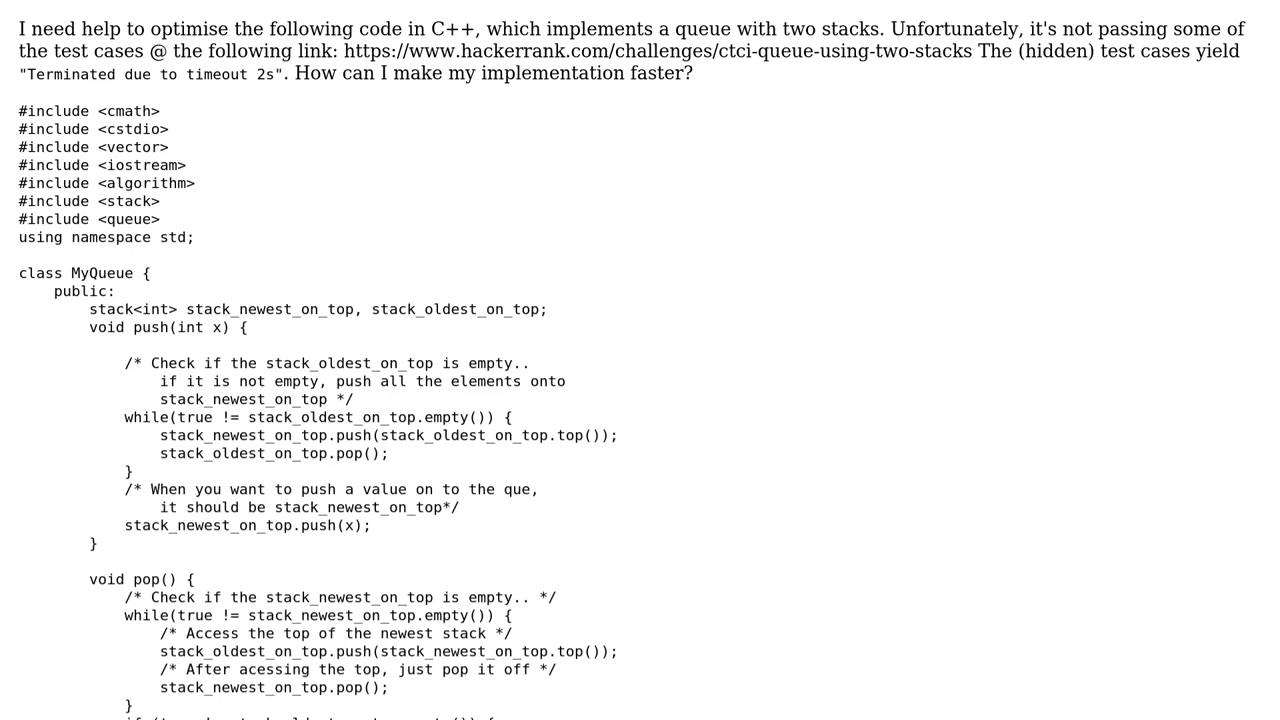 I need help to optimise the following code in C++, which implements a queue with two stacks. Unfortunately, it's not passing some of
the test cases @ the following link: https://www.hackerrank.com/challenges/ctci-queue-using-two-stacks The (hidden) test cases yield
"Terminated due to timeout 2s". How can I make my implementation faster?
#include <cmath>
#include <cstdio>
#include <vector>
#include <iostream>
#include <algorithm>
#include <stack>
#include <queue>
using namespace std;
class MyQueue {
public:
stack<int> stack_newest_on_top, stack_oldest_on_top;
void push(int x) {
/* Check if the stack_oldest_on_top is empty..
if it is not empty, push all the elements onto
stack_newest_on_top */
while(true != stack_oldest_on_top.empty()) {
stack_newest_on_top.push(stack_oldest_on_top.top());
stack_oldest_on_top.pop();
}
/* When you want to push a value on to the que,
it should be stack_newest_on_top*/
stack_newest_on_top.push(x);
}
void pop() {
/* Check if the stack_newest_on_top is empty.. */
while(true != stack_newest_on_top.empty()) {
/* Access the top of the newest stack */
stack_oldest_on_top.push(stack_newest_on_top.top());
/* After acessing the top, just pop it off */
stack_newest_on_top.pop();
}